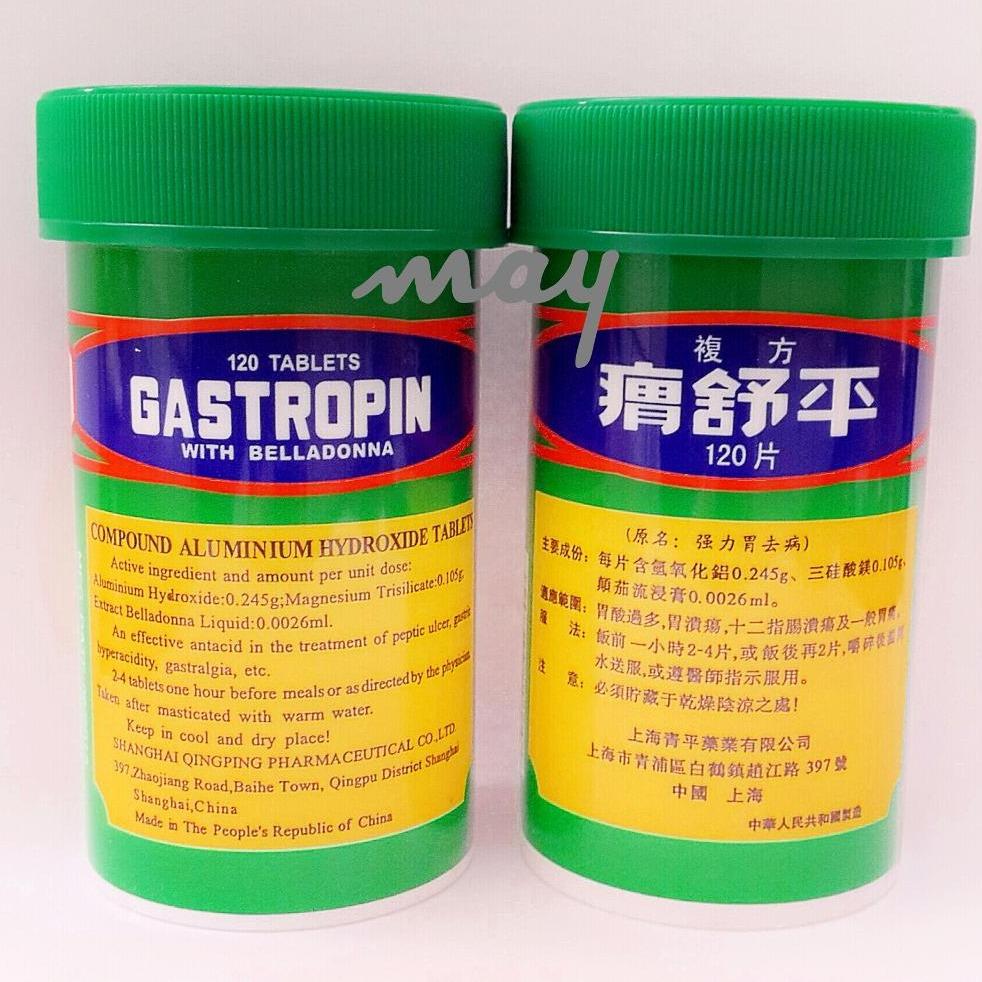 may
120 TABLETS
GASTROPIN
WITH BELLADONNA
COMPOUND ALUMINIUM HYDROXIDE TABLETS
Active ingredient and amount per unit dose:
Aluminium Hydroxide:0.245g;Magnesium Trisilicate:0.105g,
Extract Belladonna Liquid:0.0026ml.
An effective antacid in the treatment of peptic ulcer, gastric
hyperacidity, gastralgia, etc.
2-4 tablets one hour before meals or as directed by the physician.
Taken after masticated with warm water.
Keep in cool and dry place!
SHANGHAI QINGPING PHARMACEUTICAL CO.,LTD.
397,Zhaojiang Road,Baihe Town, Qingpu District Shanghai
Shanghai,China
Made in The People's Republic of China
複方
舒平
120片
(原名: 强力胃去病)
主要成份: 每片含氫氧化鋁0.245g、三硅酸鎂0.105g、
顛茄流浸膏0.0026ml。
適應範圍: 胃酸過多,胃潰瘍,十二指腸潰瘍及一般胃痛。
服 法: 飯前一小時2-4片,或飯後再2片,嚼碎後温開
水送服,或遵醫師指示服用。
注 意: 必須貯藏于乾燥陰涼之處!
上海青平藥業有限公司
上海市青浦區白鶴鎮趙江路 397號
中國 上海
中華人民共和國製造